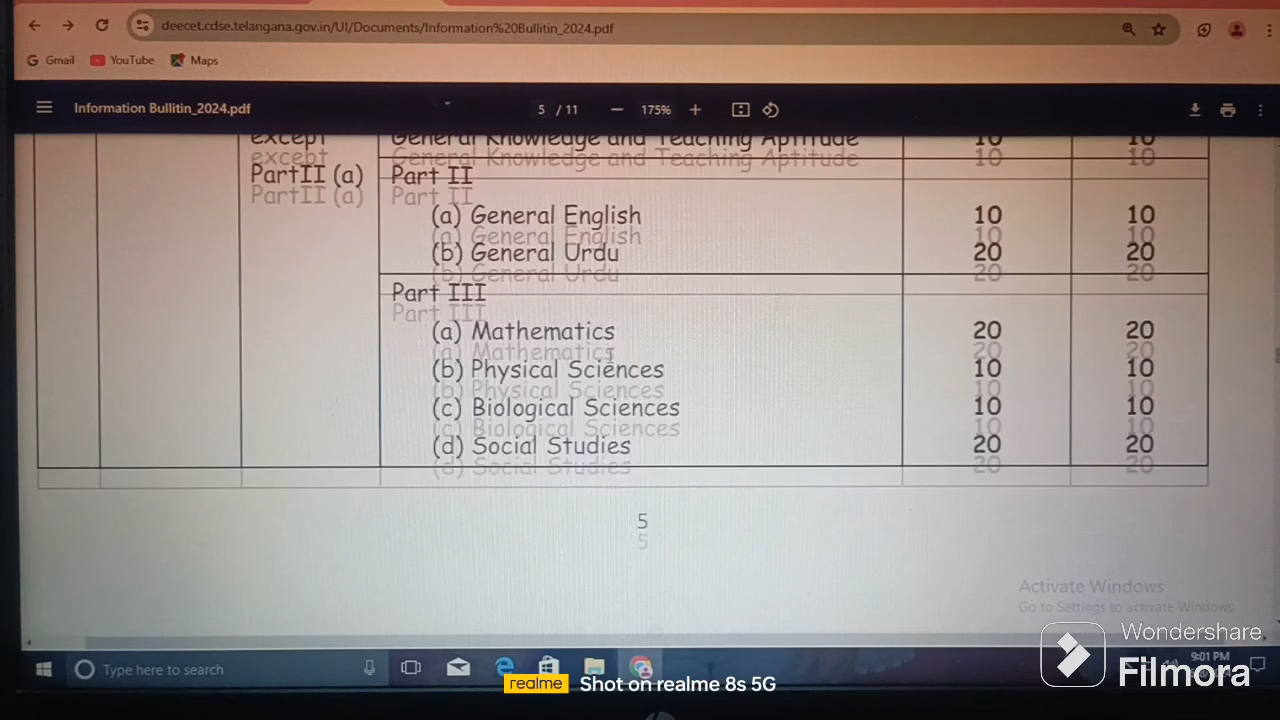 deecet.cdse.telangana.gov.in/UI/Documents/Information%20Bullitin_2024.pdf
Gmail YouTube Maps
Information Bullitin_2024.pdf 5 / 11 — 175% +
except General Knowledge and Teaching Aptitude 10 10
PartII (a) Part II
(a) General English 10 10
(b) General Urdu 20 20
Part III
(a) Mathematics 20 20
(b) Physical Sciences 10 10
(c) Biological Sciences 10 10
(d) Social Studies 20 20
5
Activate Windows
Go to Settings to activate Windows
Wondershare
Filmora
Type here to search 9:01 PM
realme Shot on realme 8s 5G